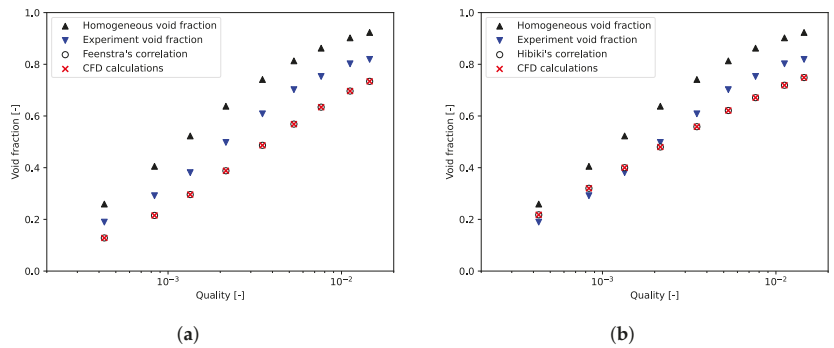 1.0
0.8
0.6
0.4
0.2
0.0
Void fraction [-]
Homogeneous void fraction
Experiment void fraction
Feenstra's correlation
CFD calculations
10⁻³
10⁻²
Quality [-]
(a)
1.0
0.8
0.6
0.4
0.2
0.0
Void fraction [-]
Homogeneous void fraction
Experiment void fraction
Hibiki's correlation
CFD calculations
10⁻³
10⁻²
Quality [-]
(b)